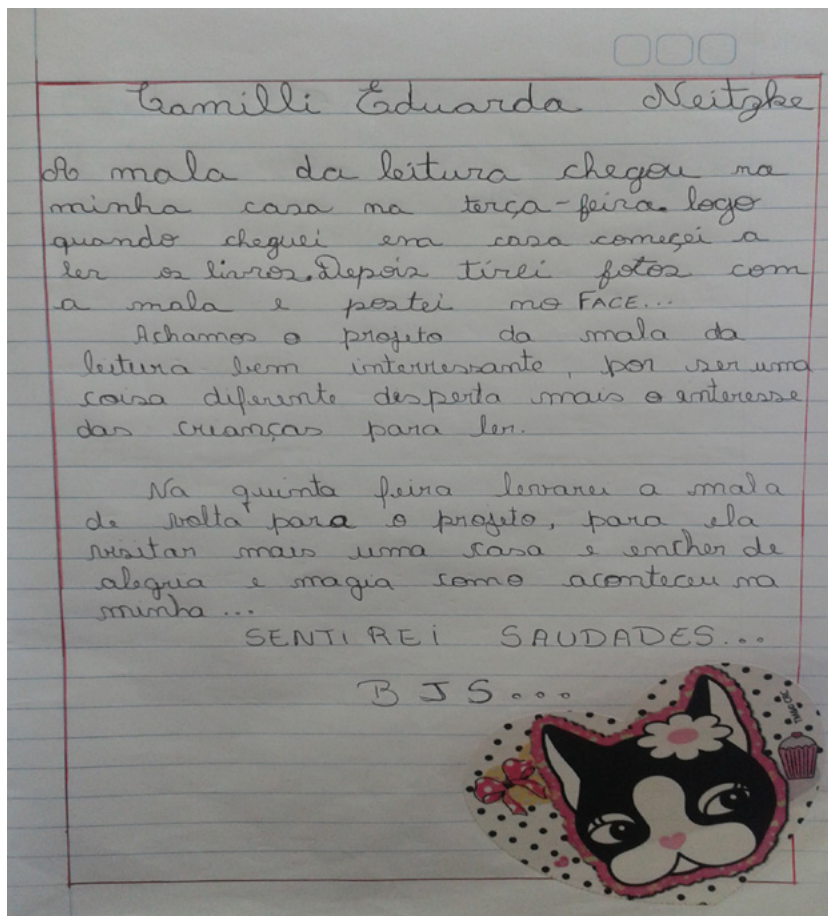 Camilli Eduarda Neitzke
A mala da leitura chegou na
minha casa na terça-feira. logo
quando cheguei em casa começei a
ler os livros. Depois tirei fotos com
a mala e postei no FACE...
Achamos o projeto da mala da
leitura bem interressante, por ser uma
coisa diferente desperta mais o interesse
das crianças para ler.
Na quinta feira levarei a mala
de volta para o projeto, para ela
visitar mais uma casa e encher de
alegria e magia como aconteceu na
minha...
SENTIREI SAUDADES...
BJS...